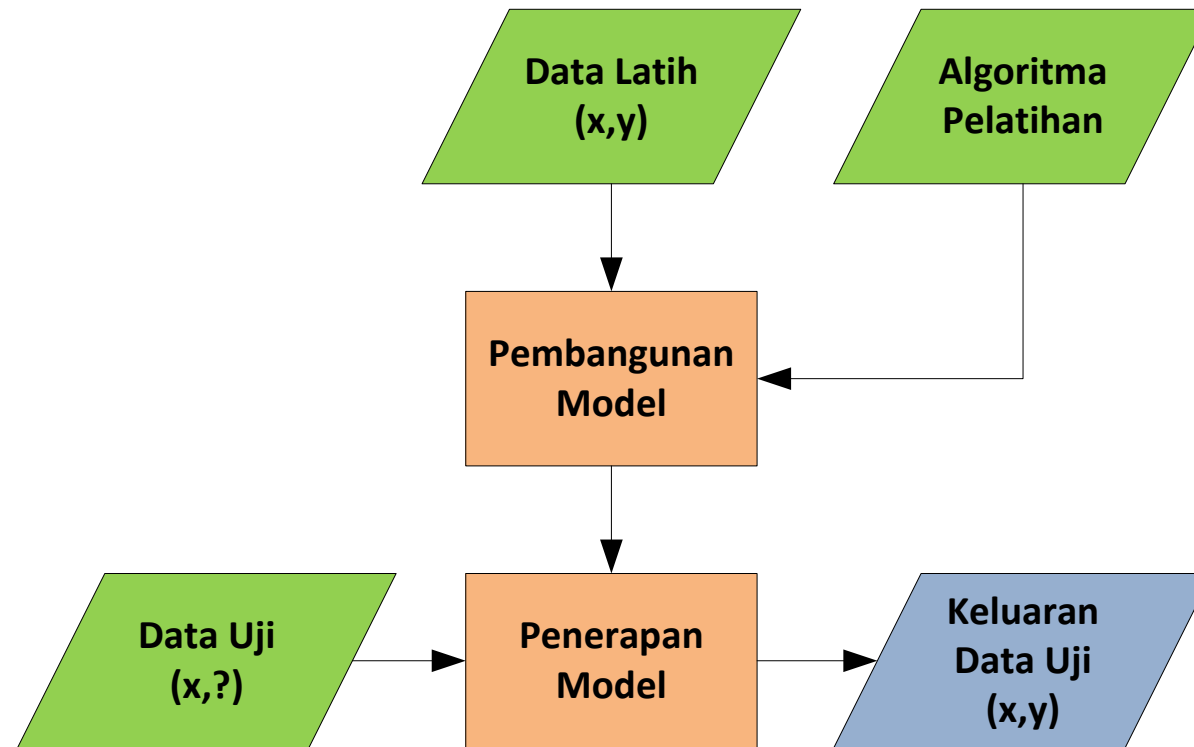 Data Latih
(x,y)
Algoritma
Pelatihan
Pembangunan
Model
Data Uji
(x,?)
Penerapan
Model
Keluaran
Data Uji
(x,y)